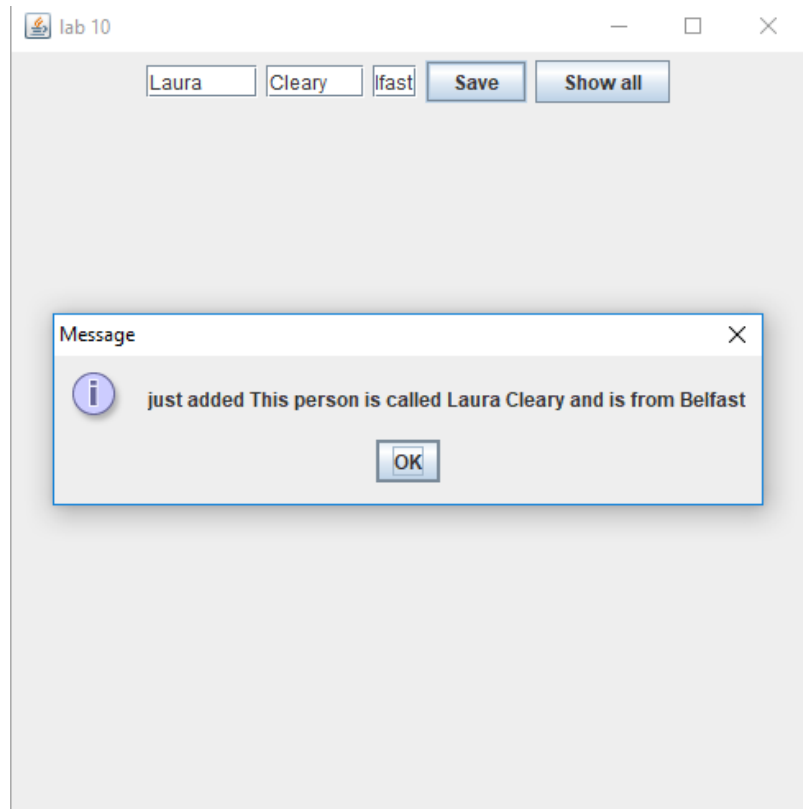 lab 10
Laura Cleary lfast Save Show all
Message
just added This person is called Laura Cleary and is from Belfast
OK